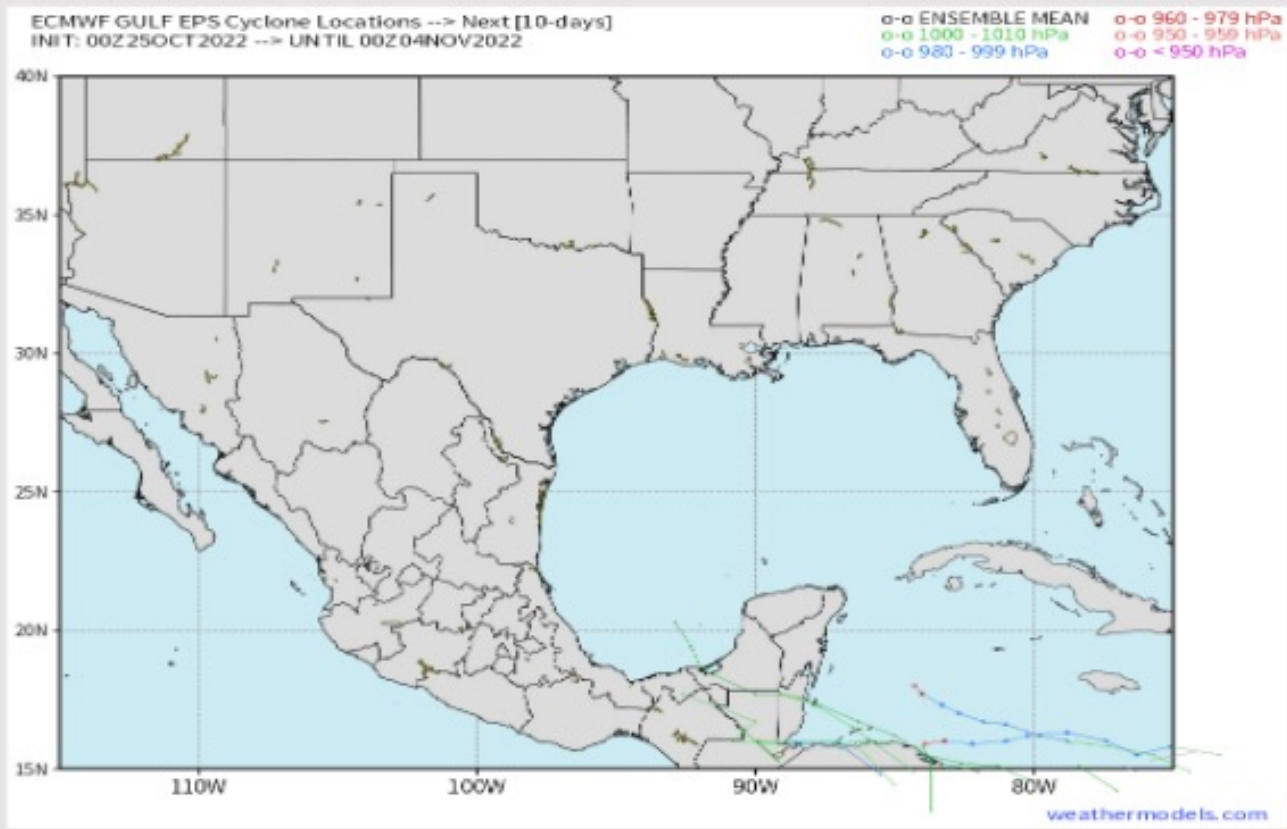 ECMWF GULF EPS Cyclone Locations --> Next [10-days]
INIT: 00Z25OCT2022 --> UNTIL 00Z04NOV2022
o-o ENSEMBLE MEAN
o-o 1000 - 1010 hPa
o-o 980 - 999 hPa
o-o 960 - 979 hPa
o-o 950 - 959 hPa
o-o < 950 hPa
40N
35N
30N
25N
20N
15N
110W 100W 90W 80W
weathermodels.com